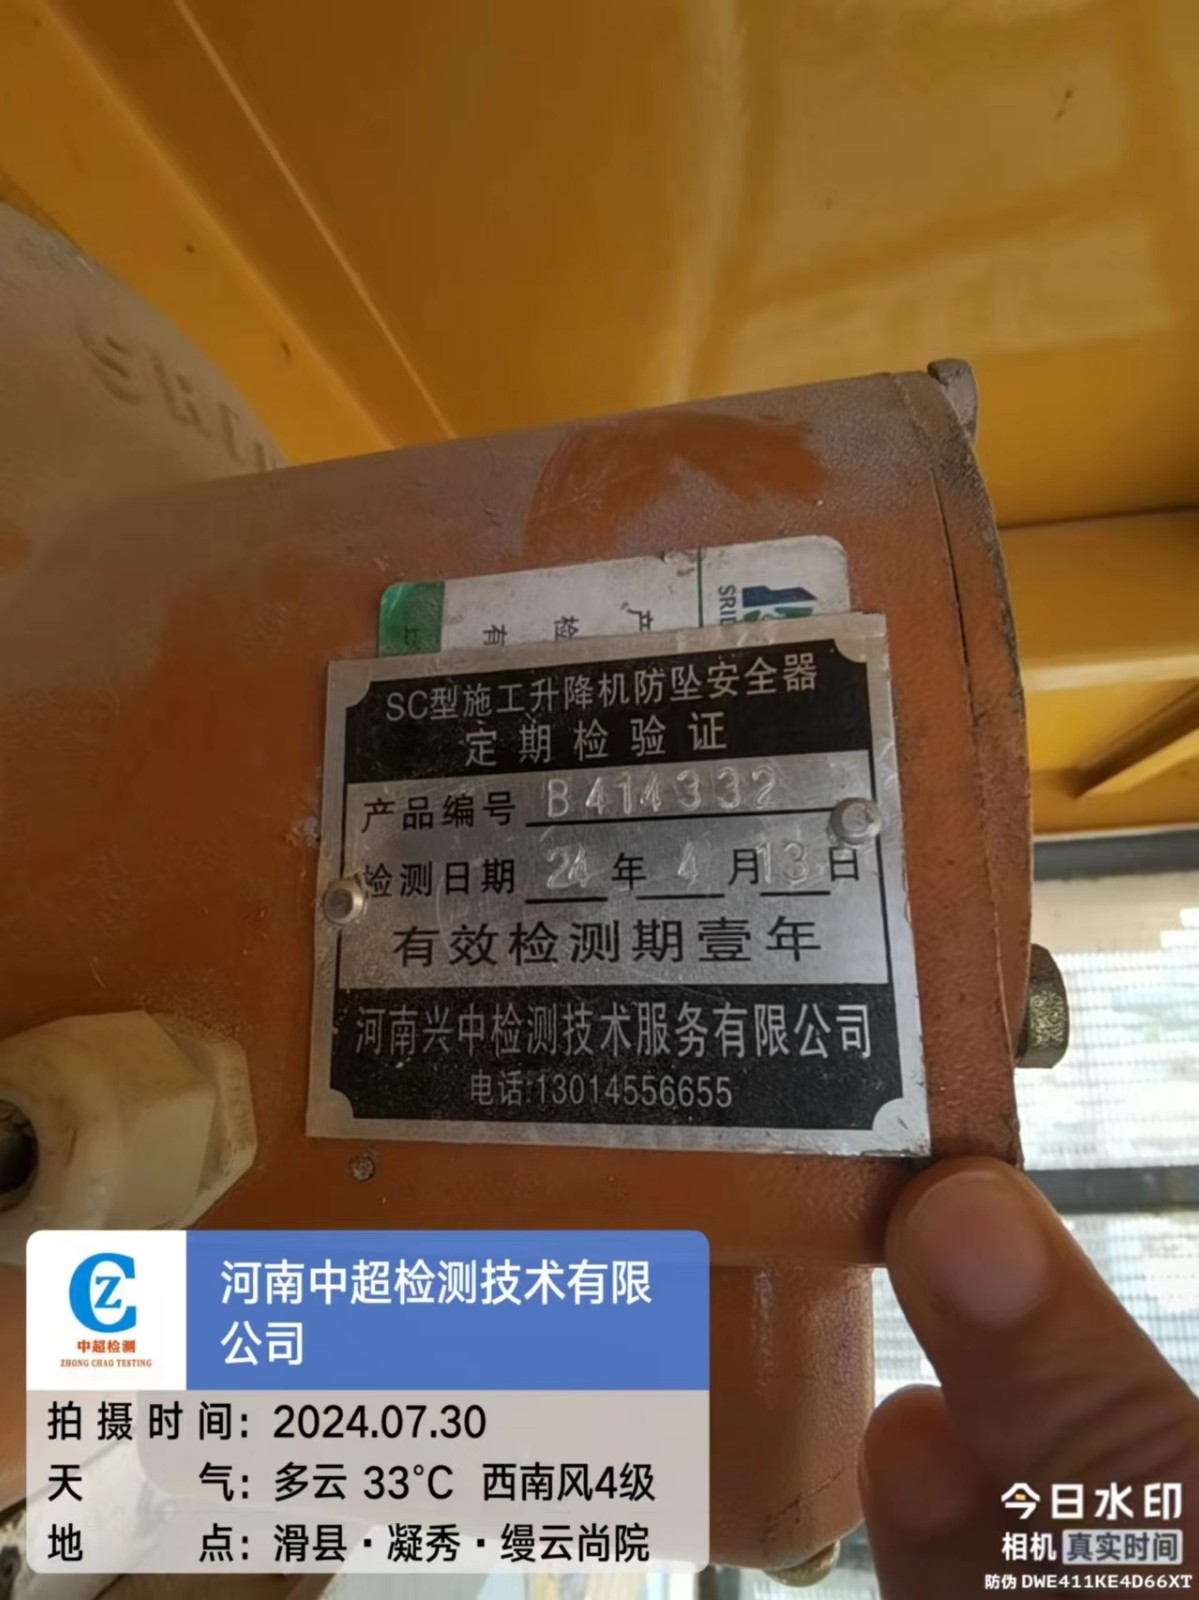 SRID
产 检 有
SC型施工升降机防坠安全器
定期检验证
产品编号 B414332
检测日期 24 年 4 月 13 日
有效检测期壹年
河南兴中检测技术服务有限公司
电话:13014556655
中超检测
ZHONG CHAO TESTING
河南中超检测技术有限
公司
拍摄时间: 2024.07.30
天气: 多云 33°C 西南风4级
地点: 滑县·凝秀·缦云尚院
今日水印
相机 真实时间
防伪 DWE411KE4D66XT